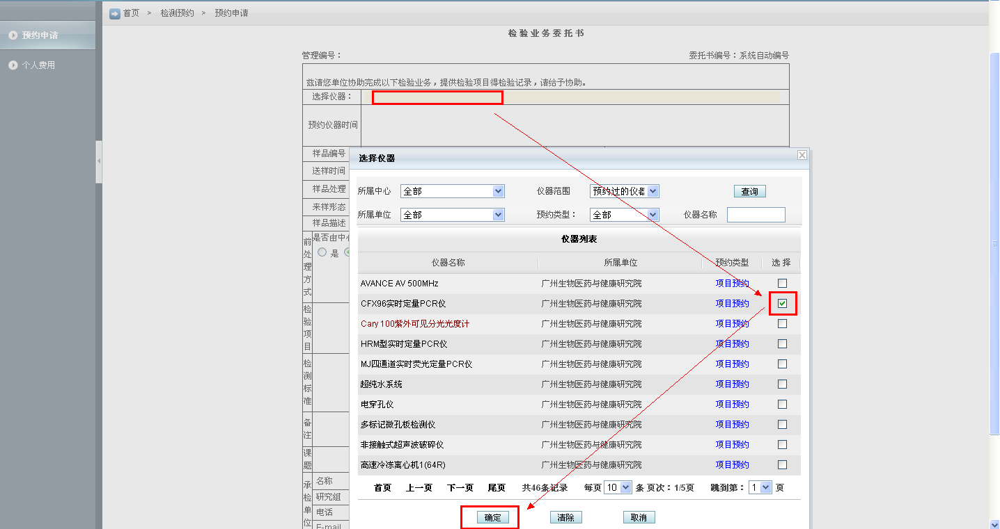 首页 > 检测预约 > 预约申请
预约申请
个人费用
检验业务委托书
管理编号：
委托书编号：系统自动编号
兹请您单位协助完成以下检验业务，提供检验项目得检验记录，请给予协助。
选择仪器：
预约仪器时间
样品编号
送样时间
样品处理
来样形态
样品描述
前处理方式
是否由中心
是
检验项目
检测标准
备注
课题
承检单位
名称
研究组
电话
E-mail
选择仪器
所属中心 全部 仪器范围 预约过的仪器 查询
所属单位 全部 预约类型： 全部 仪器名称
仪器列表
仪器名称 所属单位 预约类型 选择
AVANCE AV 500MHz 广州生物医药与健康研究院 项目预约
CFX96实时定量PCR仪 广州生物医药与健康研究院 项目预约
Cary 100紫外可见分光光度计 广州生物医药与健康研究院 项目预约
HRM型实时定量PCR仪 广州生物医药与健康研究院 项目预约
MJ四通道实时荧光定量PCR仪 广州生物医药与健康研究院 项目预约
超纯水系统 广州生物医药与健康研究院 项目预约
电穿孔仪 广州生物医药与健康研究院 项目预约
多标记微孔板检测仪 广州生物医药与健康研究院 项目预约
非接触式超声波破碎仪 广州生物医药与健康研究院 项目预约
高速冷冻离心机1(64R) 广州生物医药与健康研究院 项目预约
首页 上一页 下一页 尾页 共46条记录 每页 10 条 页次：1/5页 跳到第： 1 页
确定 清除 取消